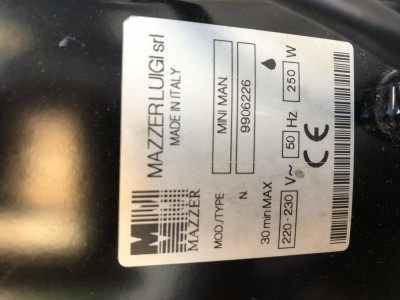 M
MAZZER
MAZZER LUIGI srl
MADE IN ITALY
MOD./TYPE MINI MAN
N. 9906226
30 min MAX
220-230 V~ 50 Hz 250 W
CE